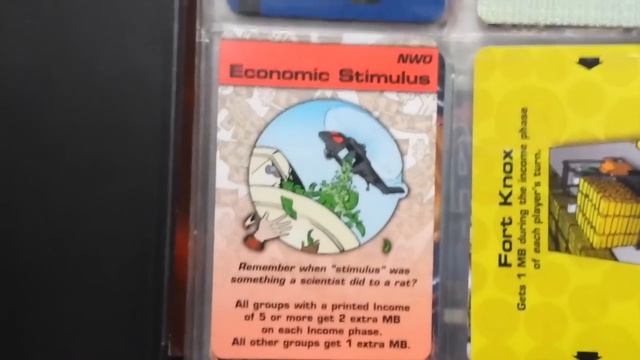 NWO
Economic Stimulus
Remember when "stimulus" was
something a scientist did to a rat?
All groups with a printed Income
of 5 or more get 2 extra MB
on each Income phase.
All other groups get 1 extra MB.
Fort Knox
Gets 1 MB during the income phase
of each player's turn.